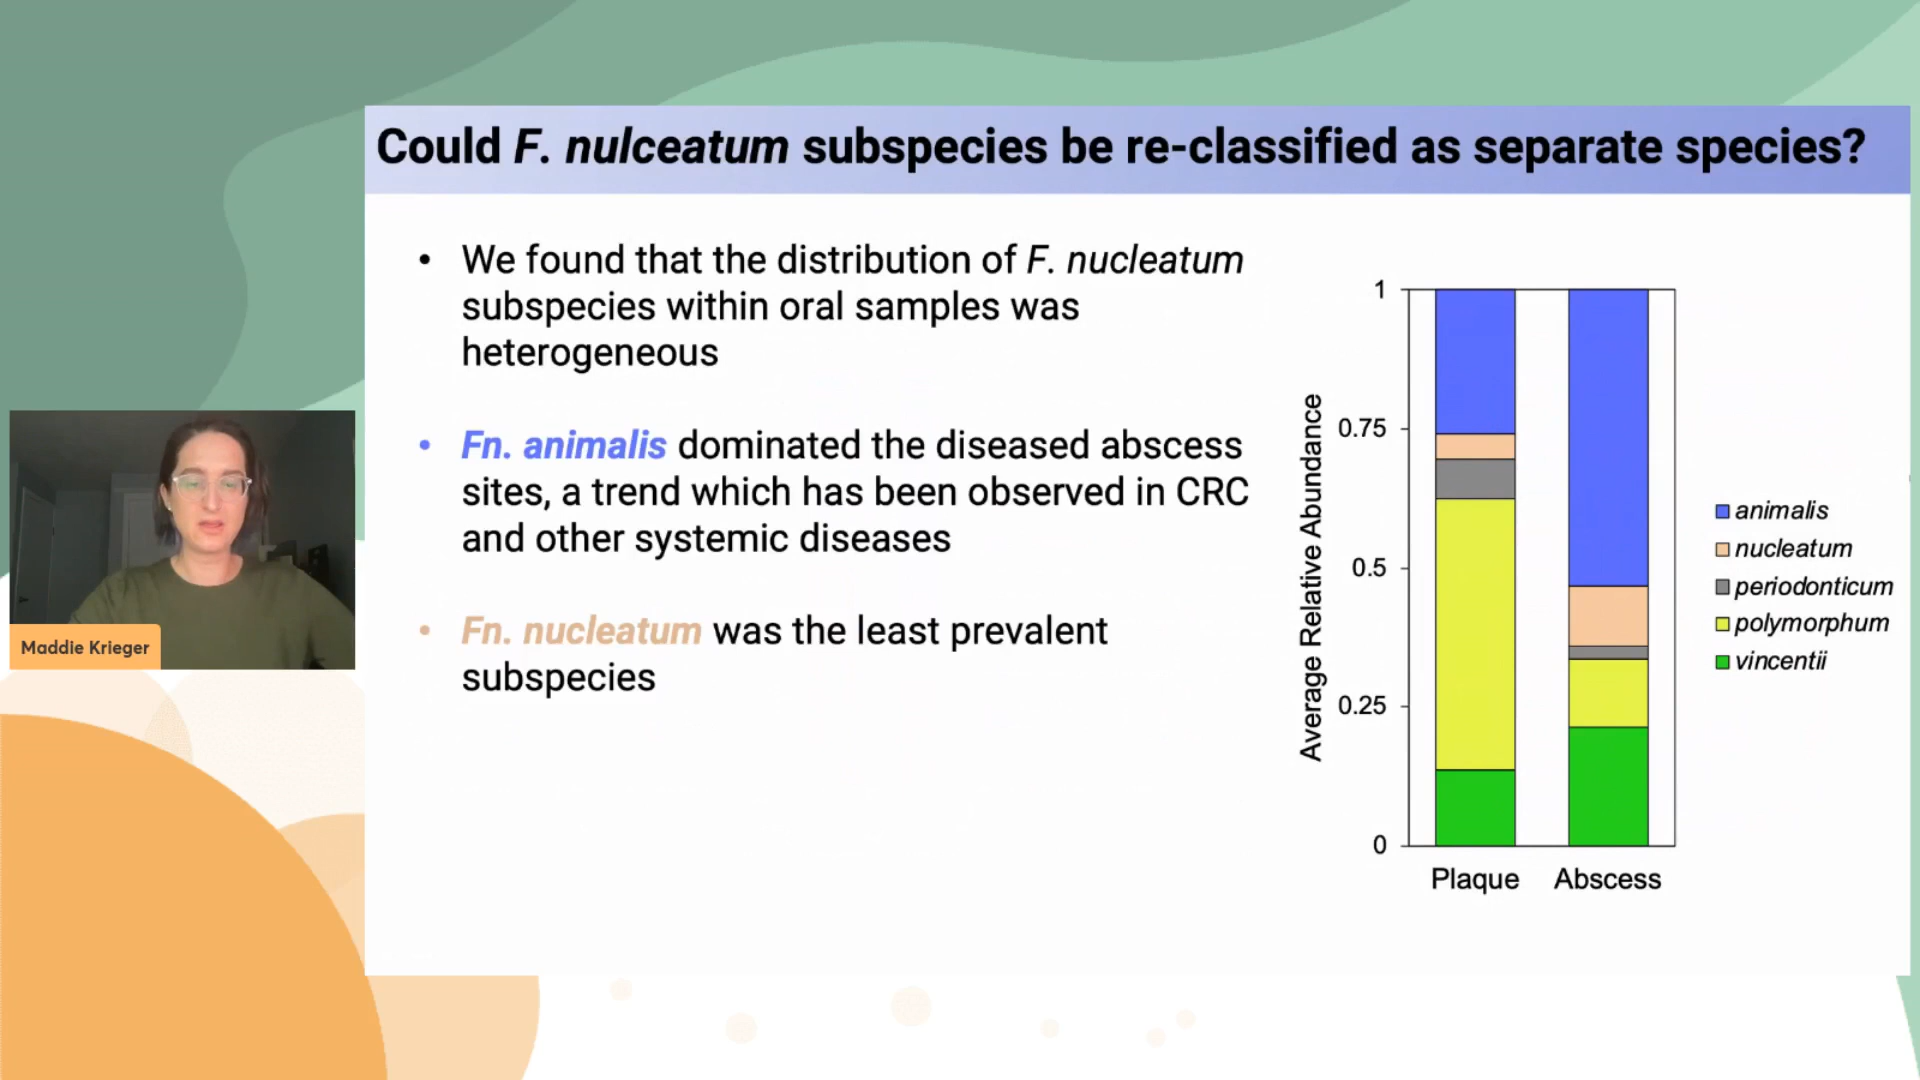 Could F. nulceatum subspecies be re-classified as separate species?
• We found that the distribution of F. nucleatum
subspecies within oral samples was
heterogeneous
• Fn. animalis dominated the diseased abscess
sites, a trend which has been observed in CRC
and other systemic diseases
• Fn. nucleatum was the least prevalent
subspecies
Average Relative Abundance
1
0.75
0.5
0.25
0
Plaque
Abscess
animalis
nucleatum
periodonticum
polymorphum
vincentii
Maddie Krieger